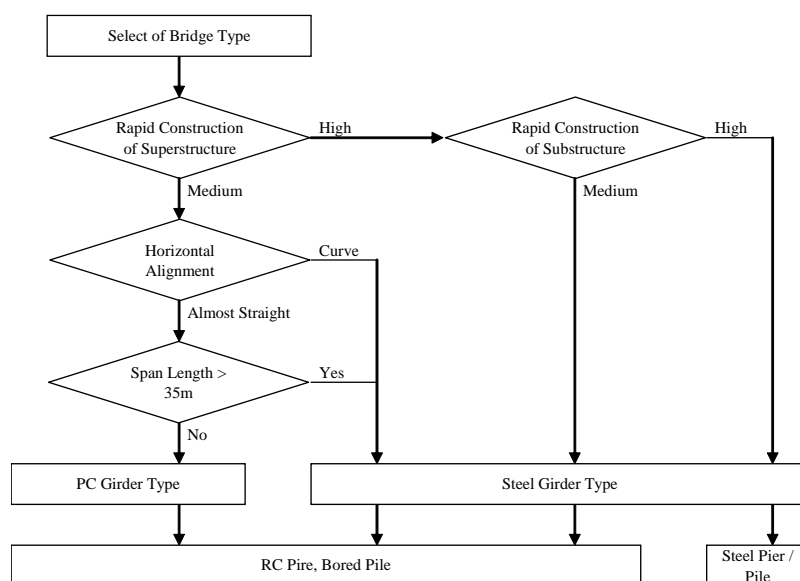 Select of Bridge Type
Rapid Construction
of Superstructure
High
Rapid Construction
of Substructure
High
Medium
Medium
Horizontal
Alignment
Curve
Almost Straight
Span Length >
35m
Yes
No
PC Girder Type
Steel Girder Type
RC Pire, Bored Pile
Steel Pier /
Pile